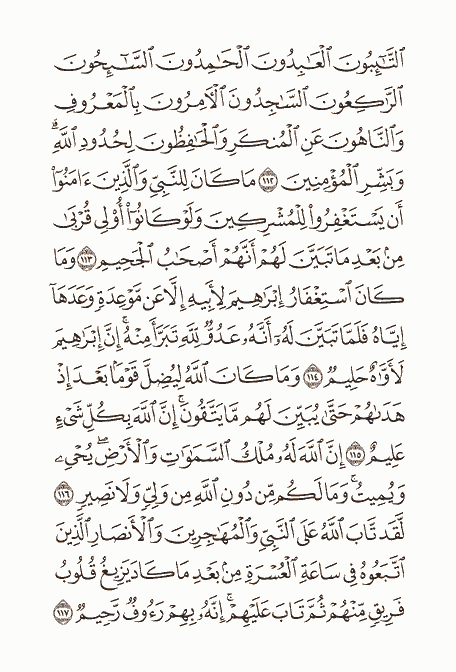 ٱلتَّـٰٓئِبُونَ ٱلۡعَـٰبِدُونَ ٱلۡحَـٰمِدُونَ ٱلسَّـٰٓئِحُونَ
ٱلرَّٰكِعُونَ ٱلسَّـٰجِدُونَ ٱلۡأٓمِرُونَ بِٱلۡمَعۡرُوفِ
وَٱلنَّاهُونَ عَنِ ٱلۡمُنكَرِ وَٱلۡحَـٰفِظُونَ لِحُدُودِ ٱللَّهِۗ
وَبَشِّرِ ٱلۡمُؤۡمِنِينَ ١١٢ مَا كَانَ لِلنَّبِيِّ وَٱلَّذِينَ ءَامَنُوٓاْ
أَن يَسۡتَغۡفِرُواْ لِلۡمُشۡرِكِينَ وَلَوۡ كَانُوٓاْ أُوْلِي قُرۡبَىٰ
مِنۢ بَعۡدِ مَا تَبَيَّنَ لَهُمۡ أَنَّهُمۡ أَصۡحَـٰبُ ٱلۡجَحِيمِ ١١٣ وَمَا
كَانَ ٱسۡتِغۡفَارُ إِبۡرَٰهِيمَ لِأَبِيهِ إِلَّا عَن مَّوۡعِدَةٖ وَعَدَهَآ
إِيَّاهُ فَلَمَّا تَبَيَّنَ لَهُۥٓ أَنَّهُۥ عَدُوّٞ لِّلَّهِ تَبَرَّأَ مِنۡهُۚ إِنَّ إِبۡرَٰهِيمَ
لَأَوَّٰهٌ حَلِيمٞ ١١٤ وَمَا كَانَ ٱللَّهُ لِيُضِلَّ قَوۡمَۢا بَعۡدَ إِذۡ
هَدَىٰهُمۡ حَتَّىٰ يُبَيِّنَ لَهُم مَّا يَتَّقُونَۚ إِنَّ ٱللَّهَ بِكُلِّ شَيۡءٍ
عَلِيمٌ ١١٥ إِنَّ ٱللَّهَ لَهُۥ مُلۡكُ ٱلسَّمَـٰوَٰتِ وَٱلۡأَرۡضِۖ يُحۡيِۦ
وَيُمِيتُۚ وَمَا لَكُم مِّن دُونِ ٱللَّهِ مِن وَلِيّٖ وَلَا نَصِيرٖ ١١٦
لَّقَد تَّابَ ٱللَّهُ عَلَى ٱلنَّبِيِّ وَٱلۡمُهَـٰجِرِينَ وَٱلۡأَنصَارِ ٱلَّذِينَ
ٱتَّبَعُوهُ فِي سَاعَةِ ٱلۡعُسۡرَةِ مِنۢ بَعۡدِ مَا كَادَ يَزِيغُ قُلُوبُ
فَرِيقٖ مِّنۡهُمۡ ثُمَّ تَابَ عَلَيۡهِمۡۚ إِنَّهُۥ بِهِمۡ رَءُوفٞ رَّحِيمٞ ١١٧